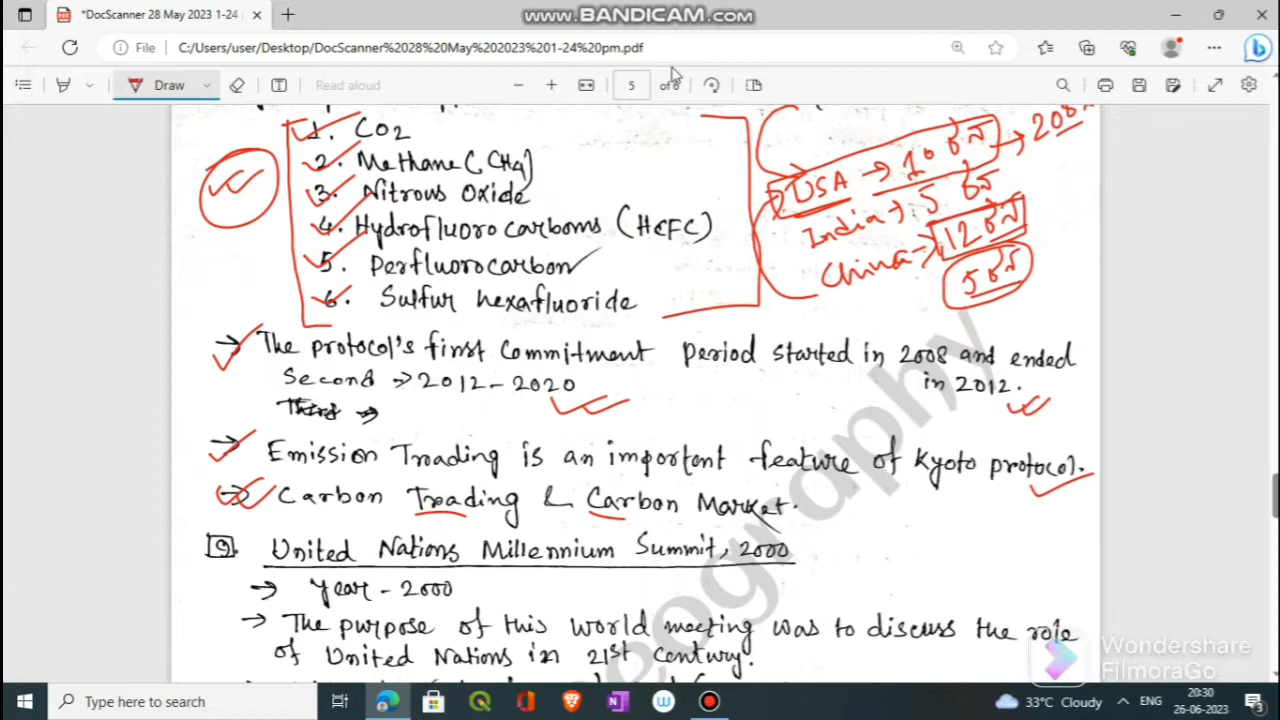 WWW.BANDICAM.COM
*DocScanner 28 May 2023 1-24
File C:/Users/user/Desktop/DocScanner%2028%20May%202023%201-24%20pm.pdf
Draw Read aloud 5 of 8
1. CO2
2. Methane (CH4)
3. Nitrous Oxide
4. Hydrofluorocarbons (HCFC)
5. Perfluorocarbon
6. Sulfur hexafluoride
USA → 10
India → 5
China → 12
→ The protocol's first commitment period started in 2008 and ended in 2012.
Second → 2012-2020
→ Emission Trading is an important feature of Kyoto protocol.
→ Carbon Trading & Carbon Market.
9. United Nations Millennium Summit, 2000
→ Year - 2000
→ The purpose of this world meeting was to discuss the role
of United Nations in 21st century.
eography
Wondershare
FilmoraGo
Type here to search
33°C Cloudy ENG 20:30
26-06-2023 3